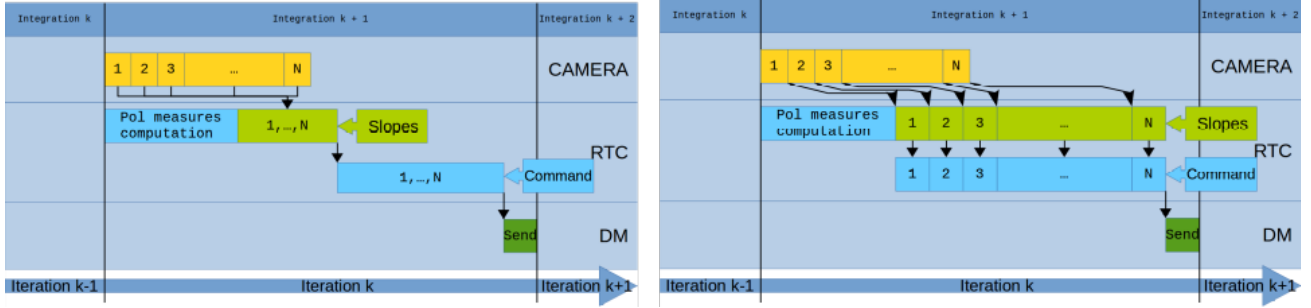 Integration k
Integration k + 1
Integration k + 2
1
2
3
…
N
CAMERA
Pol measures
computation
1,…,N
Slopes
RTC
1,…,N
Command
Send
DM
Iteration k-1
Iteration k
Iteration k+1
Integration k
Integration k + 1
Integration k + 2
1
2
3
…
N
CAMERA
Pol measures
computation
1
2
3
…
N
Slopes
RTC
1
2
3
…
N
Command
Send
DM
Iteration k-1
Iteration k
Iteration k+1